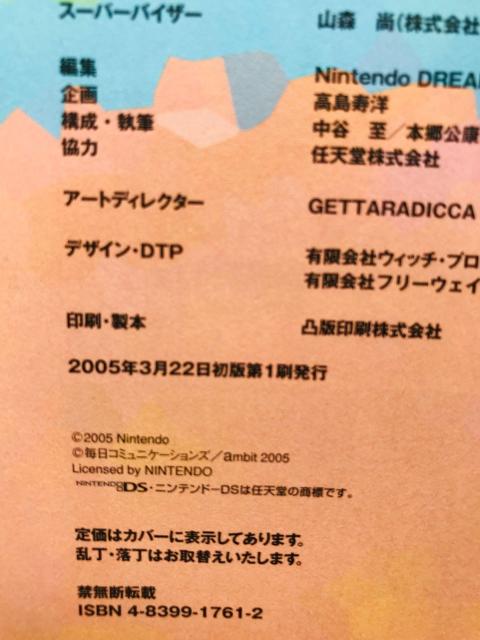 スーパーバイザー 山森 尚(株式会社
編集 Nintendo DREA
企画 高島寿洋
構成・執筆 中谷 至／本郷公康
協力 任天堂株式会社
アートディレクター GETTARADICCA
デザイン・DTP 有限会社ウィッチ・プロ
有限会社フリーウェイ
印刷・製本 凸版印刷株式会社
2005年3月22日初版第1刷発行
©2005 Nintendo
©毎日コミュニケーションズ／ambit 2005
Licensed by NINTENDO
NINTENDO DS・ニンテンドーDSは任天堂の商標です。
定価はカバーに表示してあります。
乱丁・落丁はお取替えいたします。
禁無断転載
ISBN 4-8399-1761-2